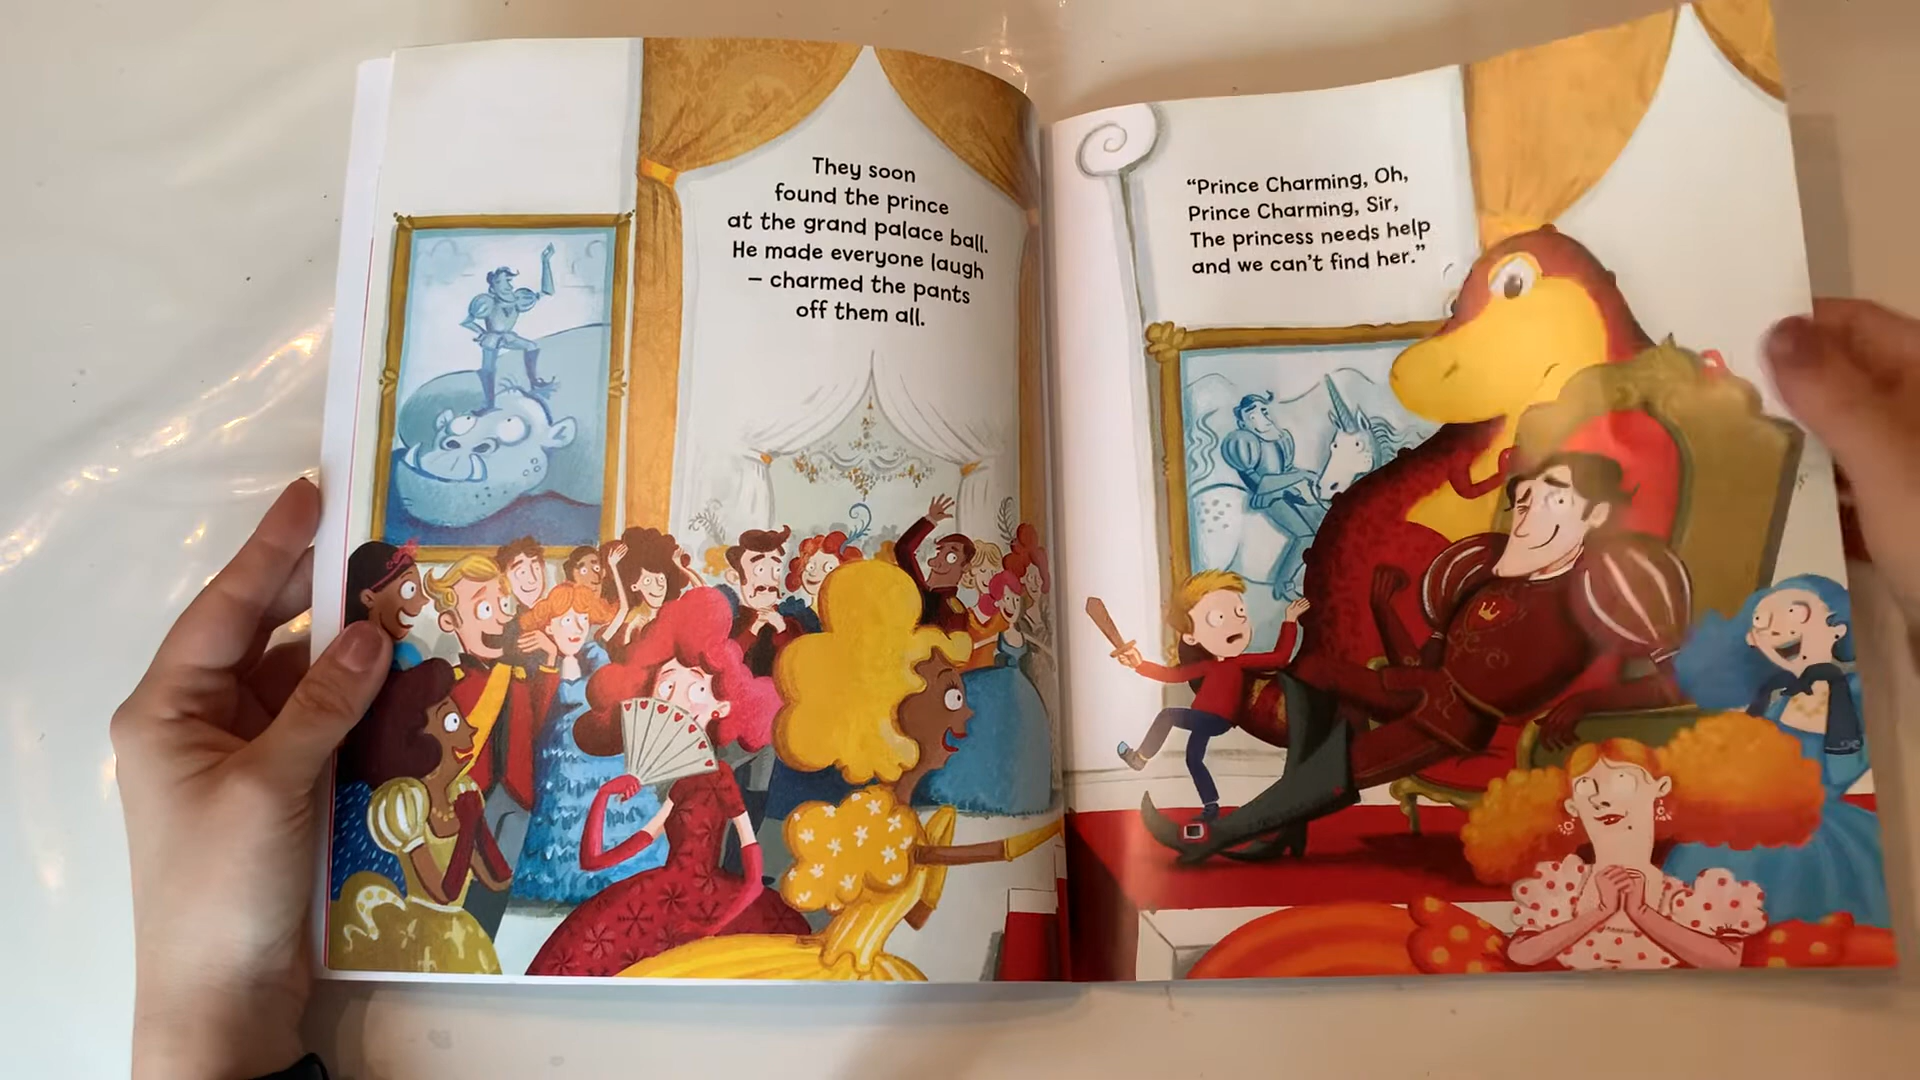 They soon
found the prince
at the grand palace ball.
He made everyone laugh
– charmed the pants
off them all.
“Prince Charming, Oh,
Prince Charming, Sir,
The princess needs help
and we can’t find her.”